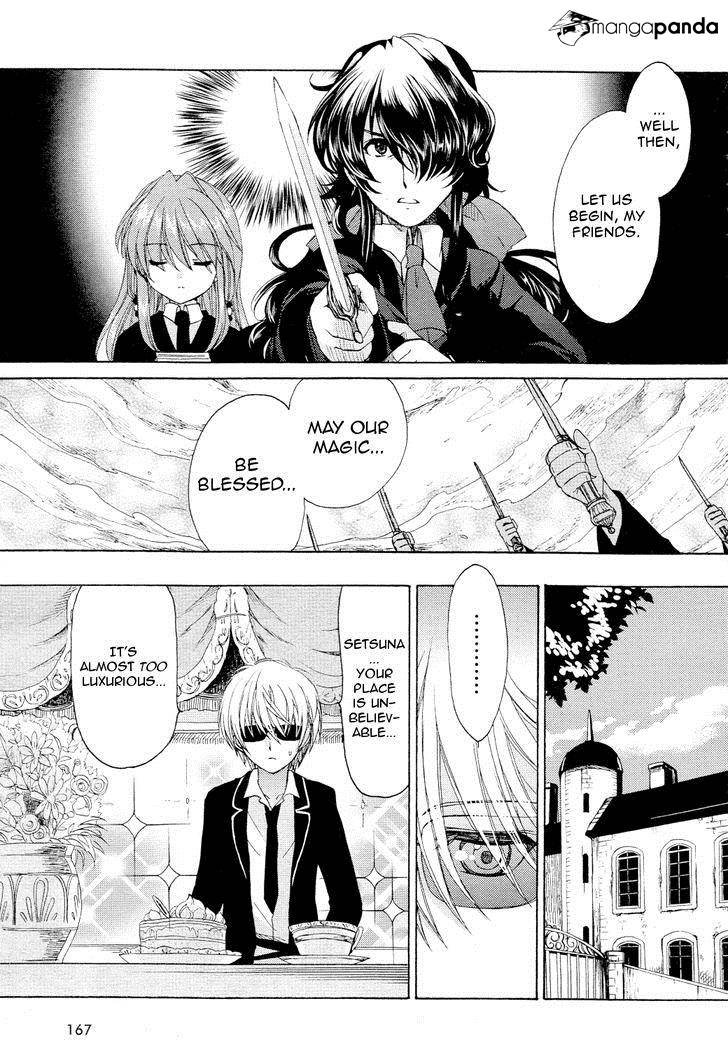 mangapanda
...
WELL
THEN,
LET US
BEGIN, MY
FRIENDS.
MAY OUR
MAGIC...
BE
BLESSED...
.........
SETSUNA
...
YOUR
PLACE
IS UN-
BELIEV-
ABLE...
IT'S
ALMOST TOO
LUXURIOUS...
167